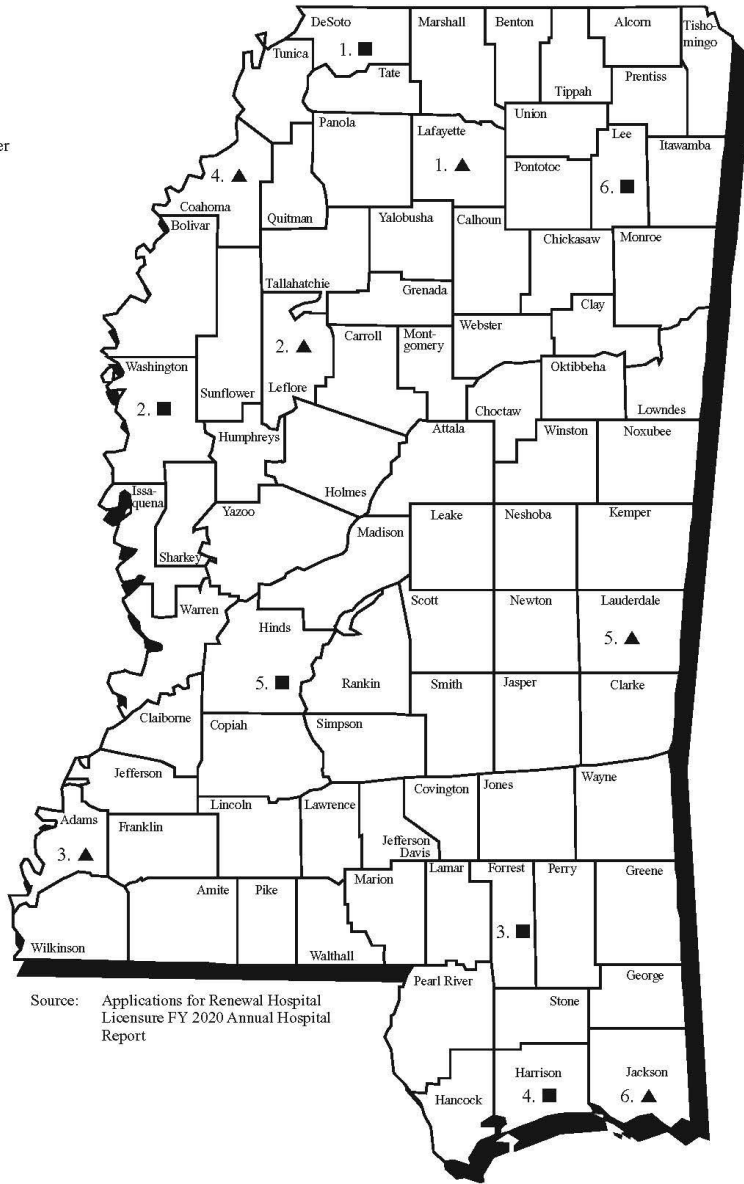 DeSoto
Marshall
Benton
Alcorn
Tisho-
mingo
Tunica
1. ■
Tate
Tippah
Prentiss
er
Panola
Lafayette
Union
Lee
Itawamba
4. ▲
1. ▲
Pontotoc
6. ■
Coahoma
Quitman
Yalobusha
Calhoun
Bolivar
Chickasaw
Monroe
Tallahatchie
Grenada
Clay
Carroll
Mont-
gomery
Webster
2. ▲
Washington
Oktibbeha
Sunflower
Leflore
2. ■
Choctaw
Lowndes
Humphreys
Attala
Winston
Noxubee
Issa-
quena
Holmes
Yazoo
Leake
Neshoba
Kemper
Madison
Sharkey
Warren
Scott
Newton
Lauderdale
Hinds
5. ▲
5. ■
Rankin
Smith
Jasper
Clarke
Claiborne
Copiah
Simpson
Jefferson
Wayne
Covington
Jones
Lincoln
Lawrence
Adams
Franklin
Jefferson
Davis
3. ▲
Marion
Lamar
Forrest
Perry
Greene
Amite
Pike
3. ■
Wilkinson
Walthall
Pearl River
George
Stone
Source: Applications for Renewal Hospital
Licensure FY 2020 Annual Hospital
Report
Harrison
Jackson
Hancock
4. ■
6. ▲